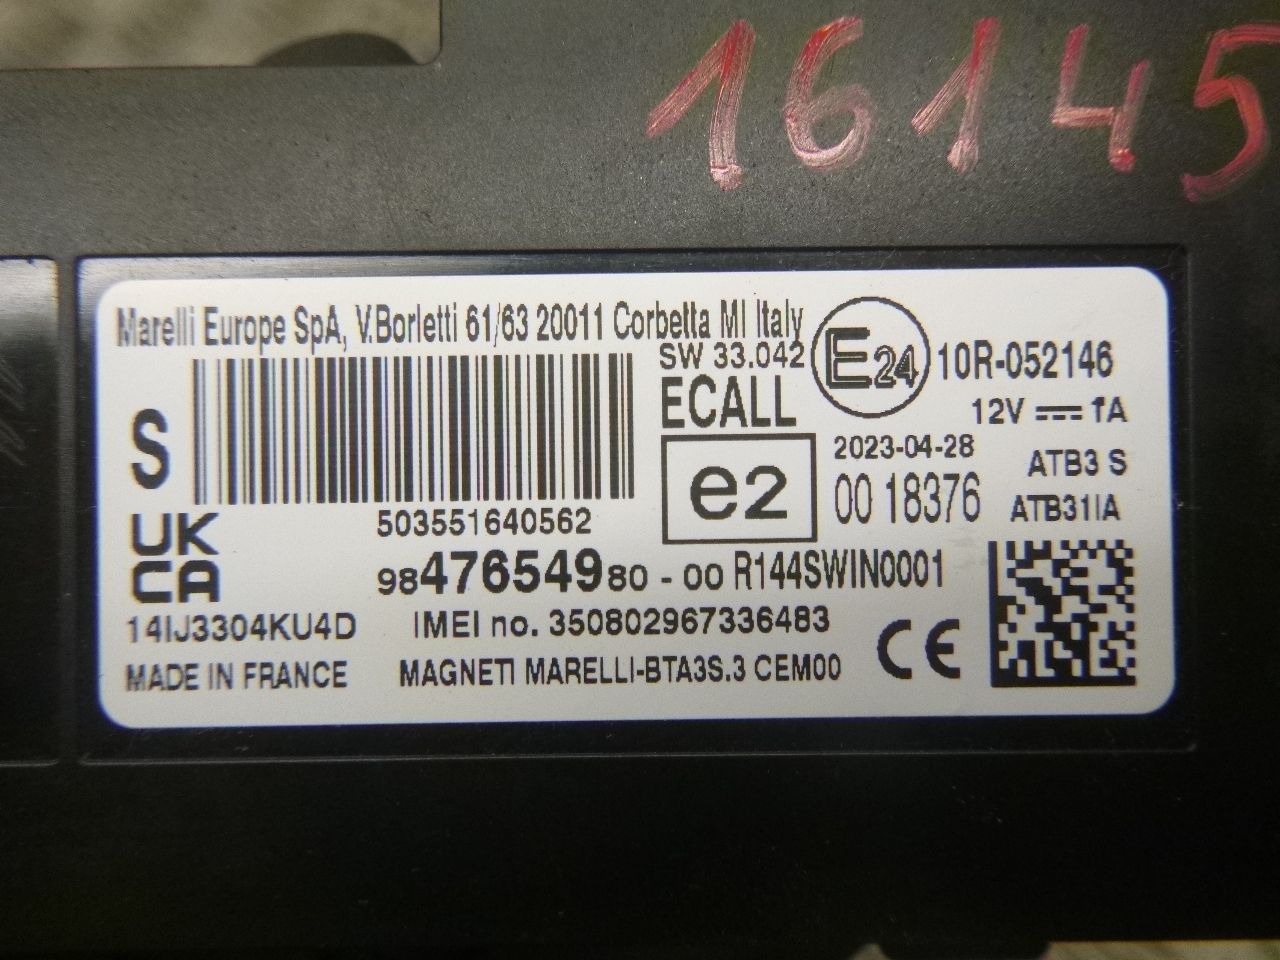 16145
Marelli Europe SpA, V.Borletti 61/63 20011 Corbetta MI Italy
SW 33.042
E24
10R-052146
ECALL
12V 1A
S
e2
2023-04-28
00 18376
ATB3 S
ATB31IA
503551640562
UK
CA
9847654980 - 00 R144SWIN0001
14IJ3304KU4D
IMEI no. 350802967336483
CE
MADE IN FRANCE
MAGNETI MARELLI-BTA3S.3 CEM00